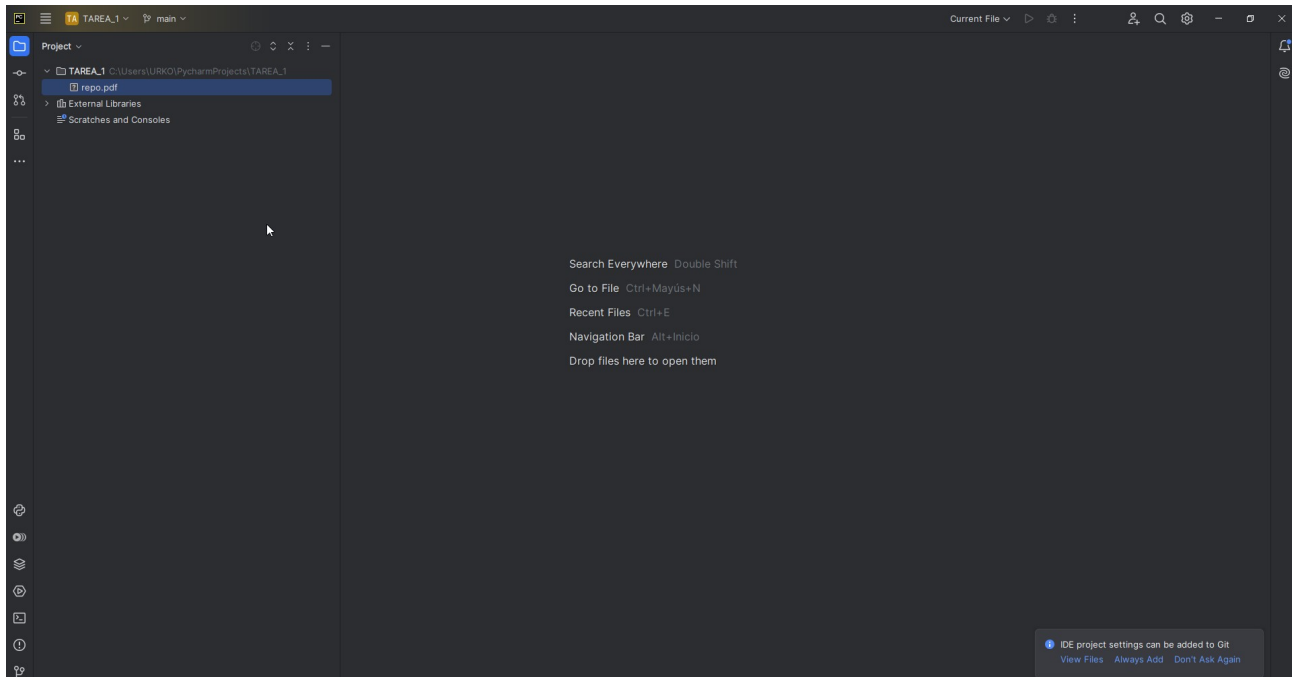 PC TA TAREA_1 main Current File
Project
TAREA_1 C:\Users\URKO\PycharmProjects\TAREA_1
repo.pdf
External Libraries
Scratches and Consoles
Search Everywhere Double Shift
Go to File Ctrl+Mayús+N
Recent Files Ctrl+E
Navigation Bar Alt+Inicio
Drop files here to open them
IDE project settings can be added to Git
View Files Always Add Don't Ask Again